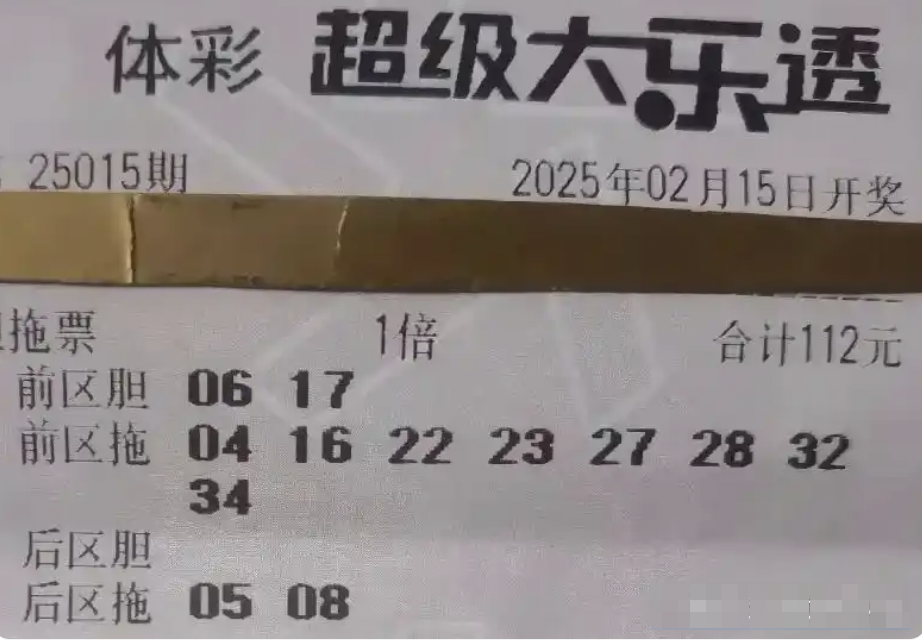 体彩 超级大乐透
25015期 2025年02月15日开奖
拖票 1倍 合计112元
前区胆 06 17
前区拖 04 16 22 23 27 28 32
34
后区胆
后区拖 05 08